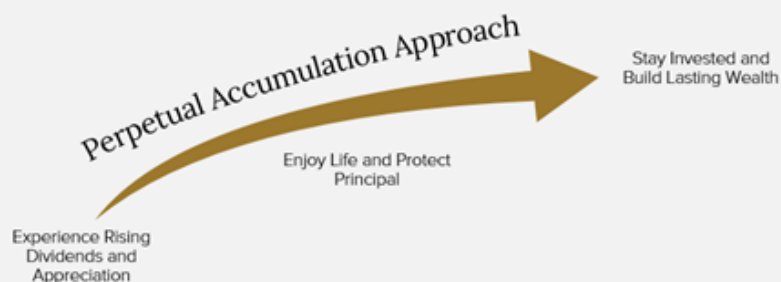 Perpetual Accumulation Approach
Stay Invested and
Build Lasting Wealth
Enjoy Life and Protect
Principal
Experience Rising
Dividends and
Appreciation